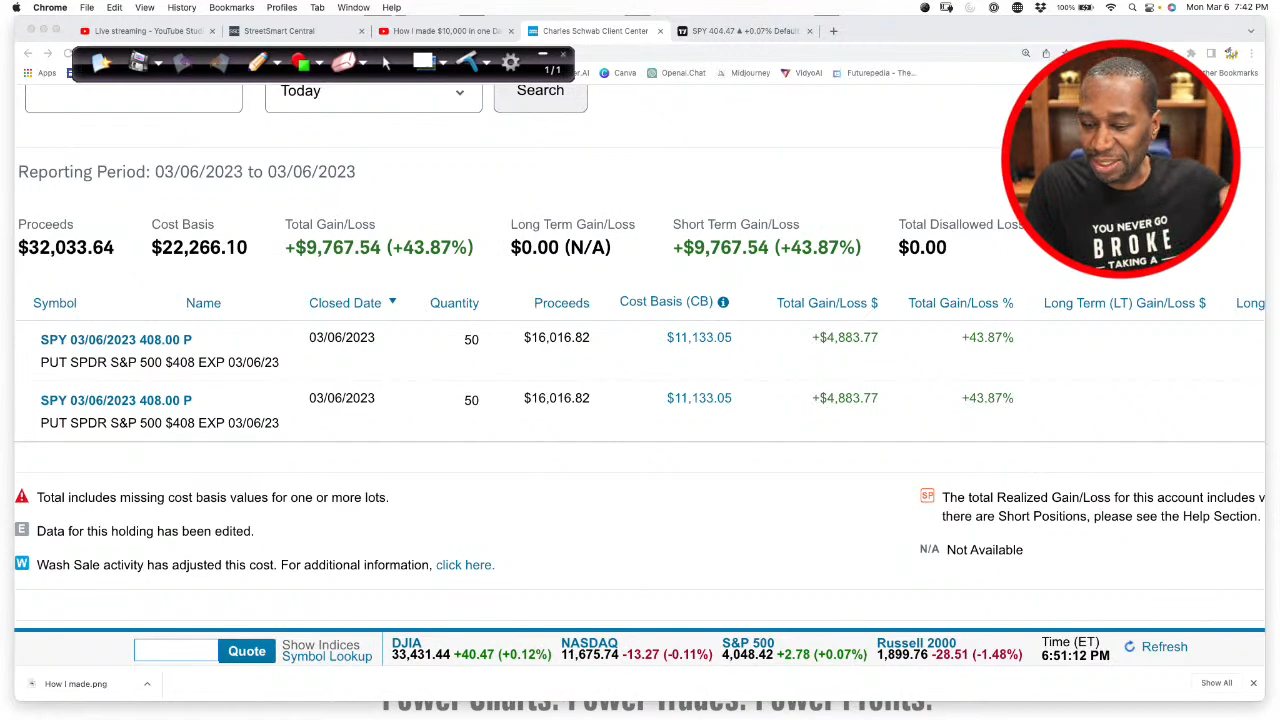 Chrome File Edit View History Bookmarks Profiles Tab Window Help
100% Mon Mar 6 7:42 PM
Live streaming - YouTube Stud
StreetSmart Central
How I made $10,000 in one Da
Charles Schwab Client Center
SPY 404.47 ▲ +0.07% Defaul
Apps
Canva
Openai.Chat
Midjourney
VidyoAI
Futurepedia - The...
1/1
Today
Search
Reporting Period: 03/06/2023 to 03/06/2023
Proceeds Cost Basis Total Gain/Loss Long Term Gain/Loss Short Term Gain/Loss Total Disallowed Los
$32,033.64 $22,266.10 +$9,767.54 (+43.87%) $0.00 (N/A) +$9,767.54 (+43.87%) $0.00
YOU NEVER GO
BROKE
TAKING A
Symbol Name Closed Date Quantity Proceeds Cost Basis (CB) Total Gain/Loss $ Total Gain/Loss % Long Term (LT) Gain/Loss $ Long
SPY 03/06/2023 408.00 P 03/06/2023 50 $16,016.82 $11,133.05 +$4,883.77 +43.87%
PUT SPDR S&P 500 $408 EXP 03/06/23
SPY 03/06/2023 408.00 P 03/06/2023 50 $16,016.82 $11,133.05 +$4,883.77 +43.87%
PUT SPDR S&P 500 $408 EXP 03/06/23
Total includes missing cost basis values for one or more lots.
E Data for this holding has been edited.
W Wash Sale activity has adjusted this cost. For additional information, click here.
SP The total Realized Gain/Loss for this account includes v
there are Short Positions, please see the Help Section.
N/A Not Available
Quote
Show Indices
Symbol Lookup
DJIA
33,431.44 +40.47 (+0.12%)
NASDAQ
11,675.74 -13.27 (-0.11%)
S&P 500
4,048.42 +2.78 (+0.07%)
Russell 2000
1,899.76 -28.51 (-1.48%)
Time (ET)
6:51:12 PM
Refresh
How I made.png
Show All
Power Charts. Power Trades. Power Profits.